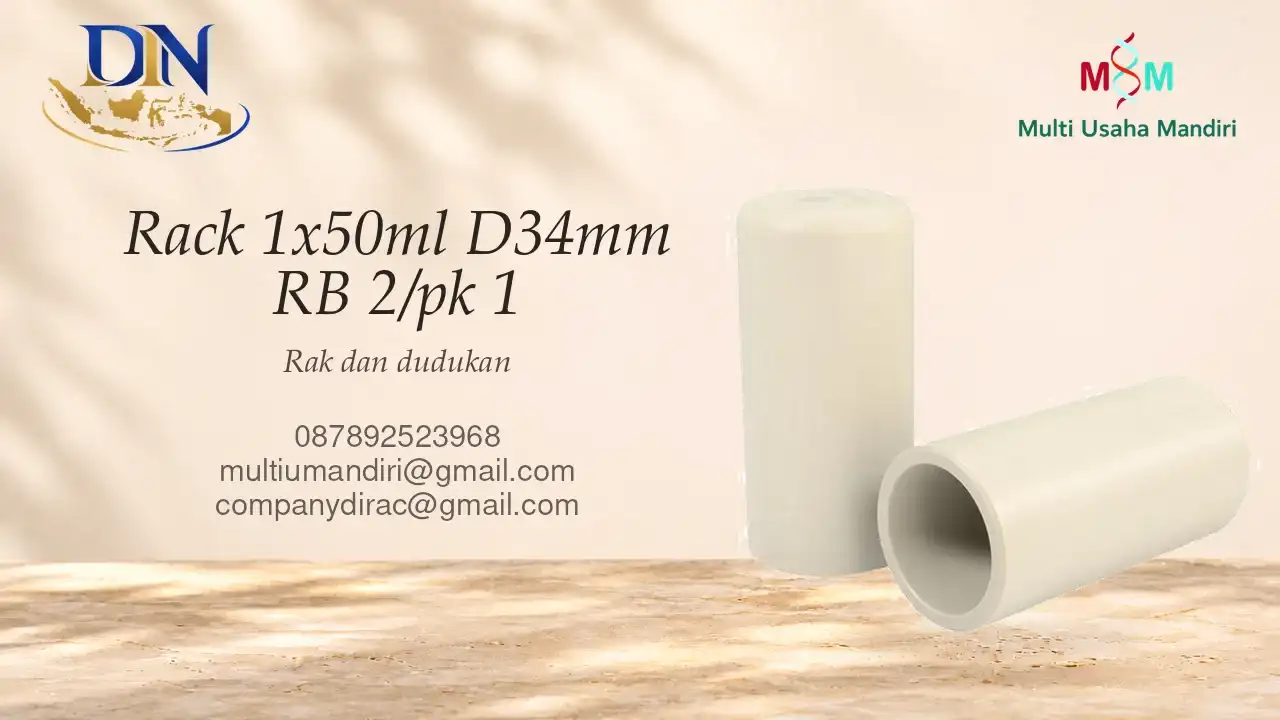 DN
M M
Multi Usaha Mandiri
Rack 1x50ml D34mm
RB 2/pk 1
Rak dan dudukan
087892523968
multiumandiri@gmail.com
companydirac@gmail.com